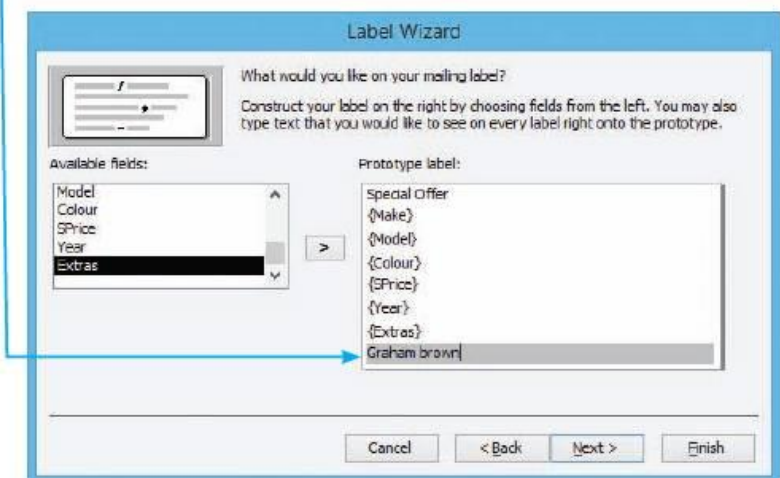 Label Wizard
What would you like on your mailing label?
Construct your label on the right by choosing fields from the left. You may also
type text that you would like to see on every label right onto the prototype.
Available fields:
Model
Colour
SPrice
Year
Extras
>
Prototype label:
Special Offer
{Make}
{Model}
{Colour}
{SPrice}
{Year}
{Extras}
Graham brown
Cancel
< Back
Next >
Finish